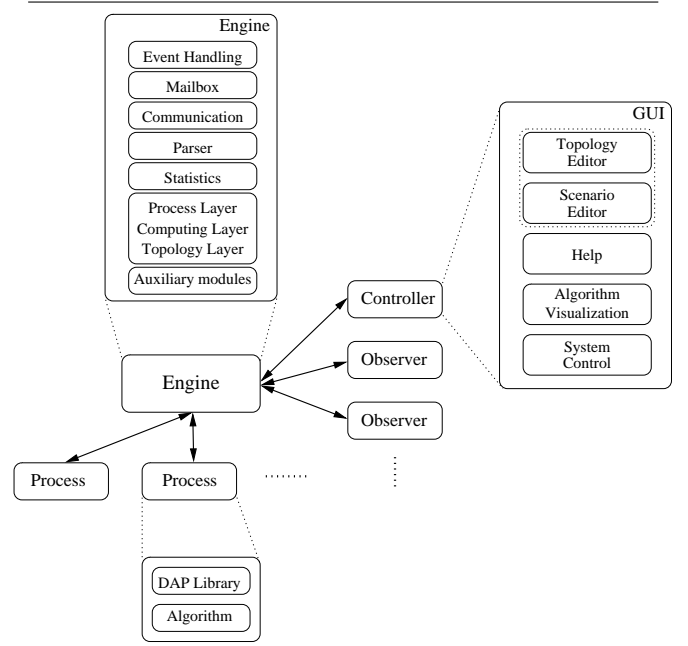 Engine
Event Handling
Mailbox
Communication
Parser
Statistics
Process Layer
Computing Layer
Topology Layer
Auxiliary modules
GUI
Topology
Editor
Scenario
Editor
Help
Algorithm
Visualization
System
Control
Controller
Observer
Observer
Engine
Process
Process
DAP Library
Algorithm